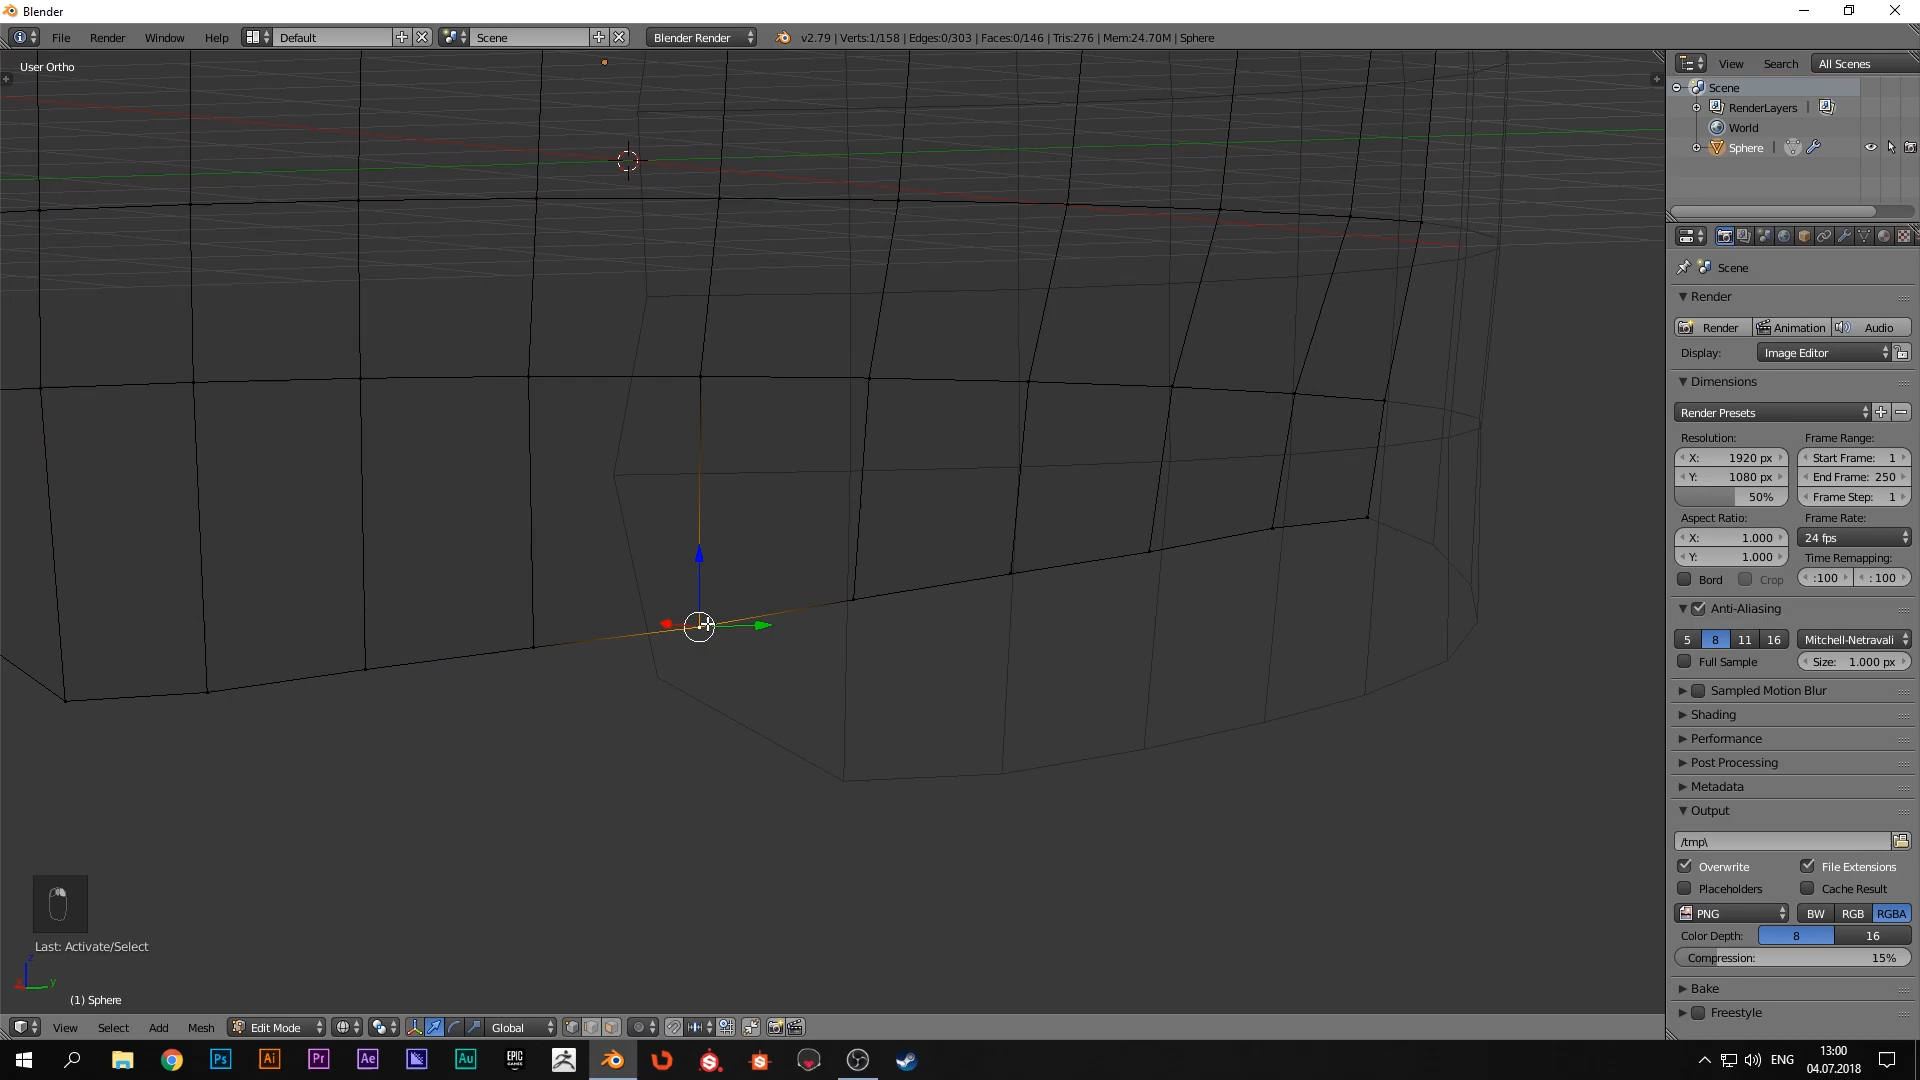 Blender
File Render Window Help Default Scene Blender Render v2.79 | Verts:1/158 | Edges:0/303 | Faces:0/146 | Tris:276 | Mem:24.70M | Sphere
User Ortho
View Search All Scenes
Scene
RenderLayers |
World
Sphere |
Scene
Render
Render Animation Audio
Display: Image Editor
Dimensions
Render Presets
Resolution: Frame Range:
X: 1920 px Start Frame: 1
Y: 1080 px End Frame: 250
50% Frame Step: 1
Aspect Ratio: Frame Rate:
X: 1.000 24 fps
Y: 1.000 Time Remapping:
Bord Crop :100 : 100
Anti-Aliasing
5 8 11 16 Mitchell-Netravali
Full Sample Size: 1.000 px
Sampled Motion Blur
Shading
Performance
Post Processing
Metadata
Output
/tmp\
Overwrite File Extensions
Placeholders Cache Result
PNG BW RGB RGBA
Color Depth: 8 16
Compression: 15%
Bake
Freestyle
Last: Activate/Select
z
x y
(1) Sphere
View Select Add Mesh Edit Mode Global
Ps Ai Pr Ae Au EPIC GAMES
ENG 13:00
04.07.2018